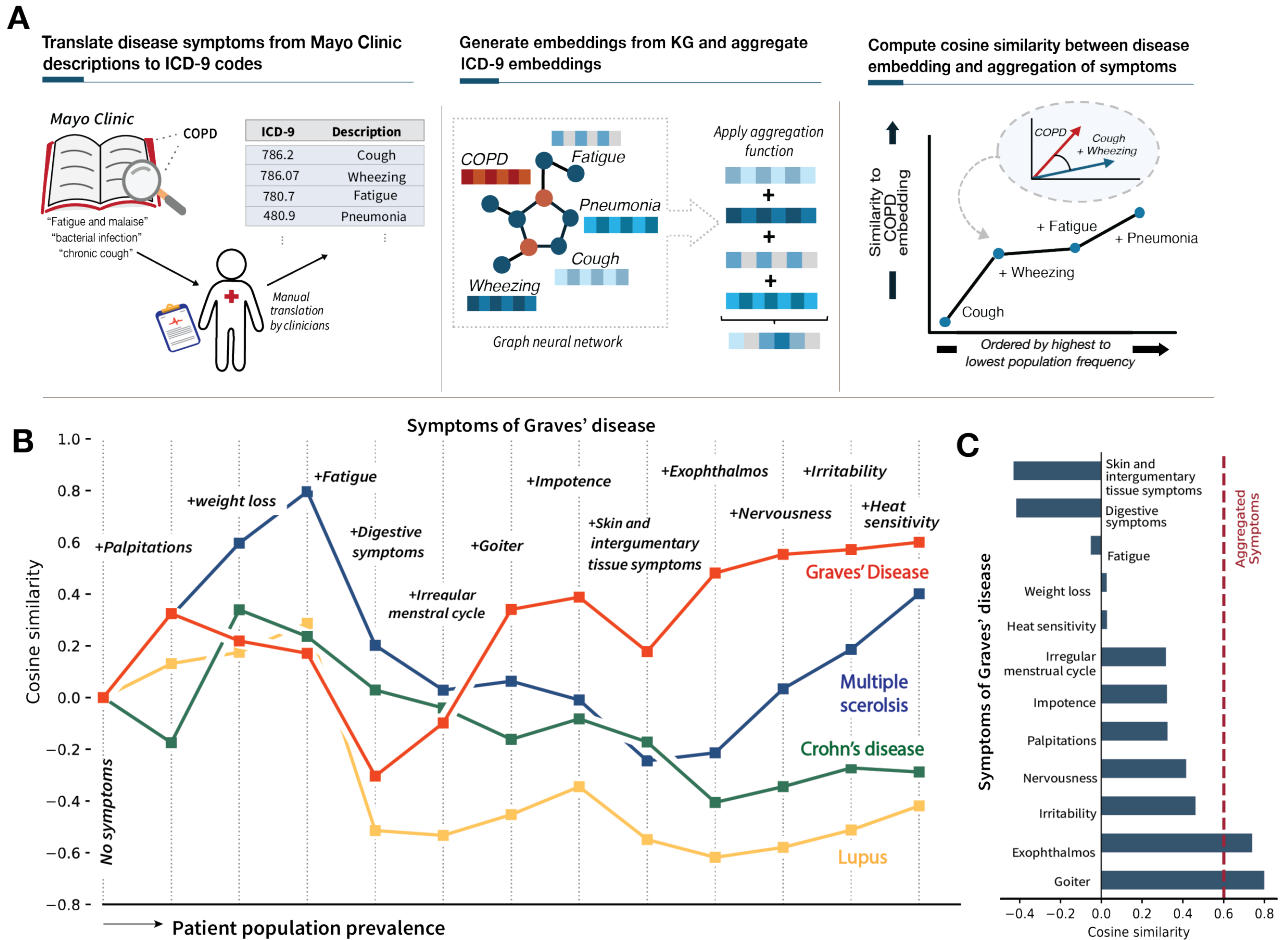 A
Translate disease symptoms from Mayo Clinic
descriptions to ICD-9 codes
Mayo Clinic
COPD
"Fatigue and malaise"
"bacterial infection"
"chronic cough"
ICD-9 Description
786.2 Cough
786.07 Wheezing
780.7 Fatigue
480.9 Pneumonia
Manual
translation
by clinicians
Generate embeddings from KG and aggregate
ICD-9 embeddings
COPD
Fatigue
Pneumonia
Cough
Wheezing
Graph neural network
Apply aggregation
function
+
+
+
Compute cosine similarity between disease
embedding and aggregation of symptoms
Similarity to
COPD
embedding
COPD
Cough
+ Wheezing
Cough
+ Wheezing
+ Fatigue
+ Pneumonia
Ordered by highest to
lowest population frequency
B
Symptoms of Graves' disease
Cosine similarity
1.0
0.8
0.6
0.4
0.2
0.0
−0.2
−0.4
−0.6
−0.8
No symptoms
+Palpitations
+weight loss
+Fatigue
+Digestive
symptoms
+Irregular
menstral cycle
+Goiter
+Impotence
+Skin and
intergumentary
tissue symptoms
+Exophthalmos
+Nervousness
+Irritability
+Heat
sensitivity
Graves' Disease
Multiple
scerolsis
Crohn's disease
Lupus
Patient population prevalence
C
Symptoms of Graves' disease
Skin and
intergumentary
tissue symptoms
Digestive
symptoms
Fatigue
Weight loss
Heat sensitivity
Irregular
menstrual cycle
Impotence
Palpitations
Nervousness
Irritability
Exophthalmos
Goiter
Aggregated
Symptoms
−0.4 −0.2 0.0 0.2 0.4 0.6 0.8
Cosine similarity